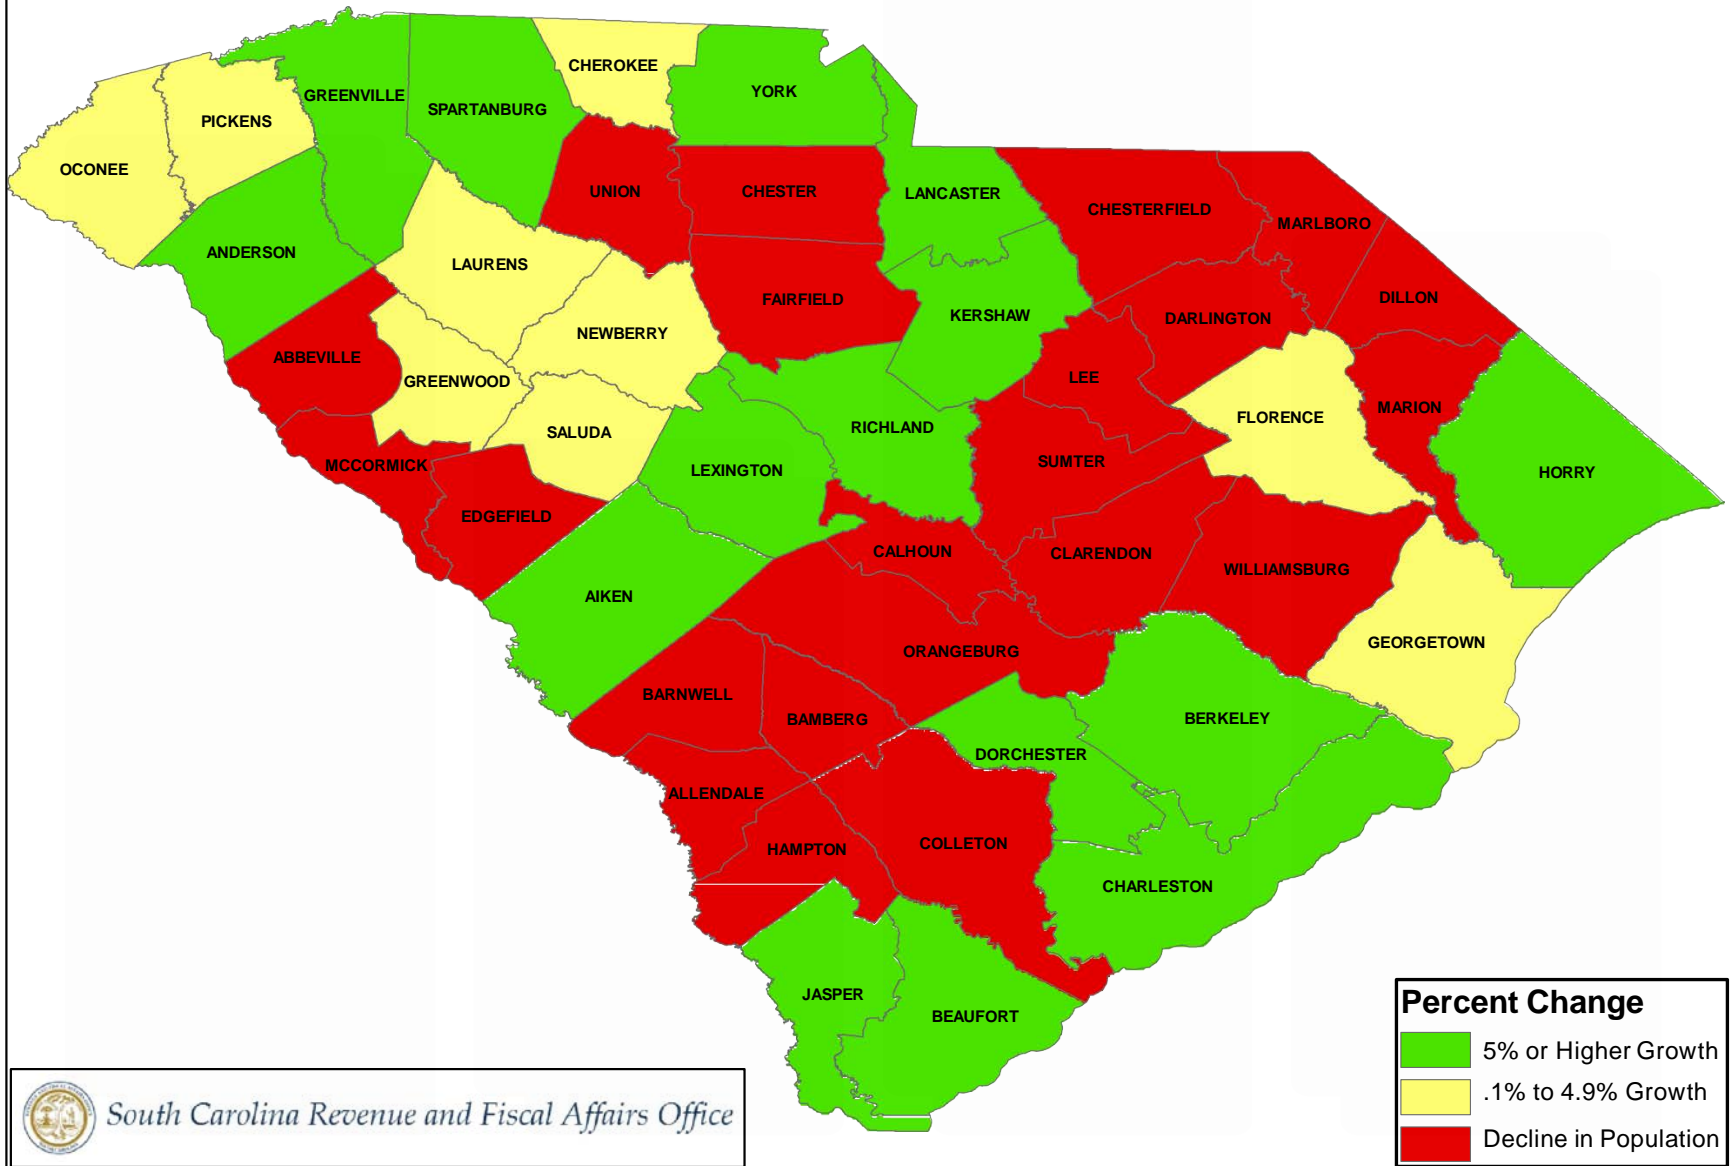 CHEROKEE
YORK
GREENVILLE
SPARTANBURG
PICKENS
OCONEE
UNION
CHESTER
LANCASTER
CHESTERFIELD
MARLBORO
ANDERSON
LAURENS
FAIRFIELD
KERSHAW
DARLINGTON
DILLON
NEWBERRY
ABBEVILLE
GREENWOOD
LEE
MARION
FLORENCE
SALUDA
RICHLAND
MCCORMICK
LEXINGTON
SUMTER
HORRY
EDGEFIELD
CALHOUN
CLARENDON
WILLIAMSBURG
AIKEN
ORANGEBURG
GEORGETOWN
BARNWELL
BAMBERG
BERKELEY
DORCHESTER
ALLENDALE
HAMPTON
COLLETON
CHARLESTON
JASPER
BEAUFORT
Percent Change
5% or Higher Growth
.1% to 4.9% Growth
Decline in Population
South Carolina Revenue and Fiscal Affairs Office